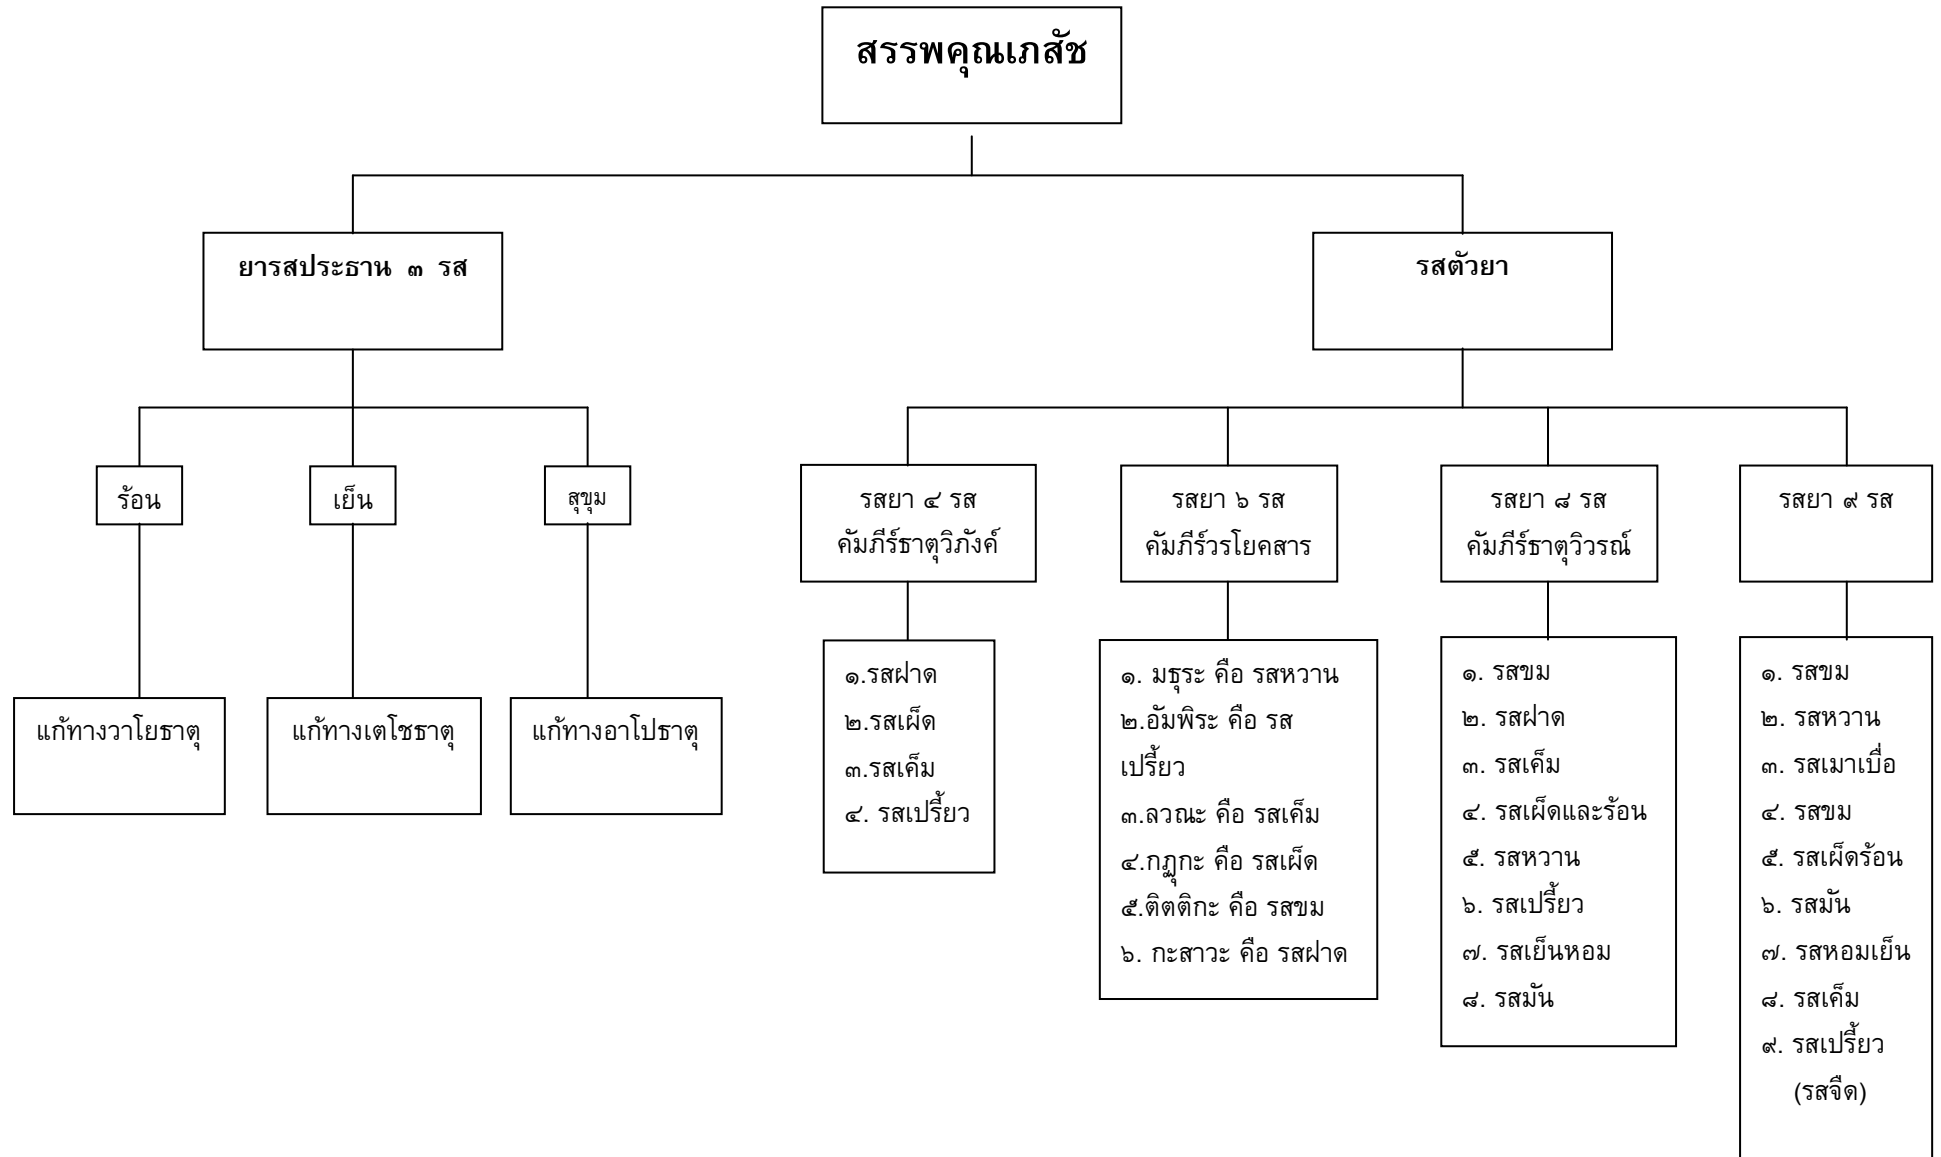 สรรพคุณเภสัช
ยารสประธาน ๓ รส
รสตัวยา
ร้อน
เย็น
สุขุม
แก้ทางวาโยธาตุ
แก้ทางเตโชธาตุ
แก้ทางอาโปธาตุ
รสยา ๔ รส
คัมภีร์ธาตุวิภังค์
รสยา ๖ รส
คัมภีร์วรโยคสาร
รสยา ๘ รส
คัมภีร์ธาตุวิวรณ์
รสยา ๙ รส
๑.รสฝาด
๒.รสเผ็ด
๓.รสเค็ม
๔. รสเปรี้ยว
๑. มธุระ คือ รสหวาน
๒.อัมพิระ คือ รส
เปรี้ยว
๓.ลวณะ คือ รสเค็ม
๔.กฏุกะ คือ รสเผ็ด
๕.ติตติกะ คือ รสขม
๖. กะสาวะ คือ รสฝาด
๑. รสขม
๒. รสฝาด
๓. รสเค็ม
๔. รสเผ็ดและร้อน
๕. รสหวาน
๖. รสเปรี้ยว
๗. รสเย็นหอม
๘. รสมัน
๑. รสขม
๒. รสหวาน
๓. รสเมาเบื่อ
๔. รสขม
๕. รสเผ็ดร้อน
๖. รสมัน
๗. รสหอมเย็น
๘. รสเค็ม
๙. รสเปรี้ยว
(รสจืด)